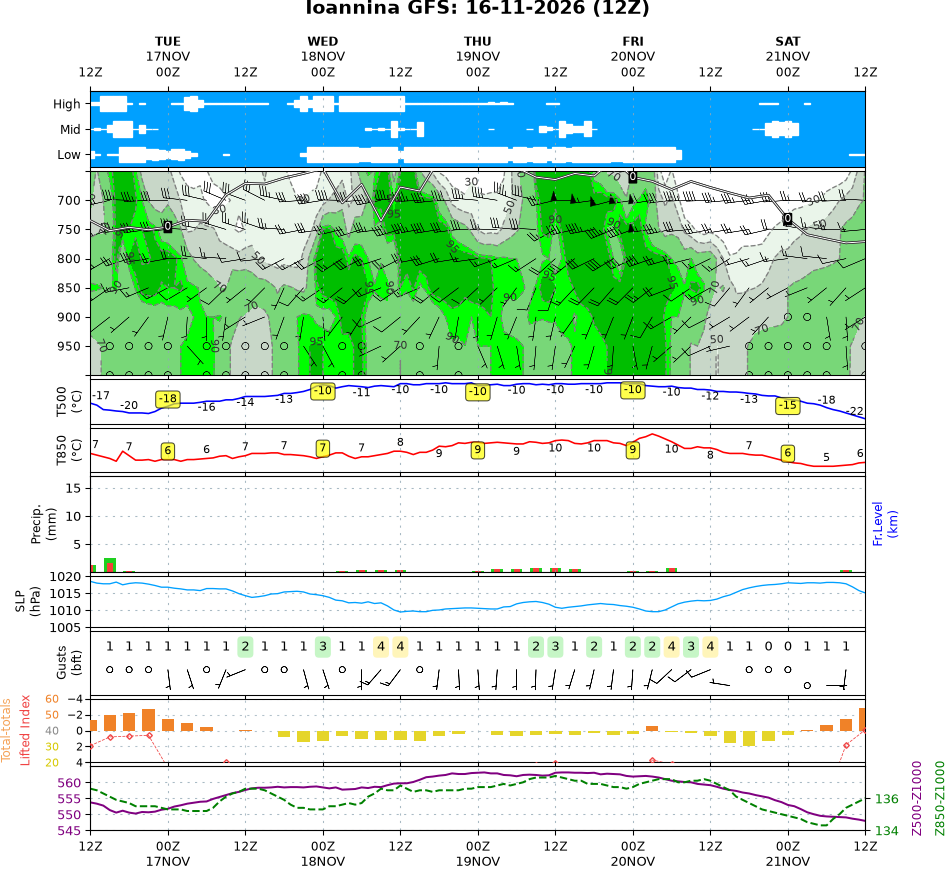 Ioannina GFS: 16-11-2026 (12Z)
TUE WED THU FRI SAT
17NOV 18NOV 19NOV 20NOV 21NOV
12Z 00Z 12Z 00Z 12Z 00Z 12Z 00Z 12Z 00Z 12Z
High
Mid
Low
700
750
800
850
900
950
0 0 0
30 50 95 90 70
T500 (°C)
-17 -20 -18 -16 -14 -13 -10 -11 -10 -10 -10 -10 -10 -10 -10 -10 -12 -13 -15 -18 -22
T850 (°C)
7 7 6 6 7 7 7 7 8 9 9 9 10 10 9 10 8 7 6 5 6
Precip. (mm)
15
10
5
Fr.Level (km)
SLP (hPa)
1020
1015
1010
1005
Gusts (bft)
1 1 1 1 1 1 1 2 1 1 1 3 1 1 4 4 1 1 1 1 1 1 2 3 1 2 1 2 2 4 3 4 1 1 0 0 1 1 1
Total-totals
Lifted Index
60 −4
50 −2
40 0
30 2
20 4
560
555
550
545
136
134
Z500-Z1000
Z850-Z1000
12Z 00Z 12Z 00Z 12Z 00Z 12Z 00Z 12Z 00Z 12Z
17NOV 18NOV 19NOV 20NOV 21NOV